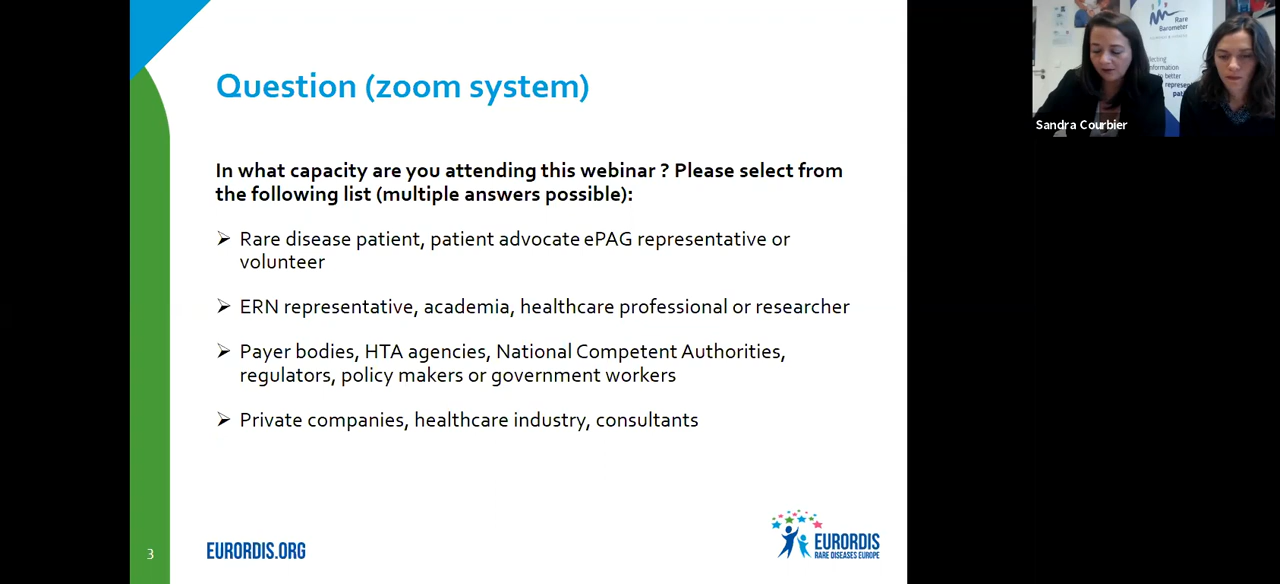 Question (zoom system)
In what capacity are you attending this webinar ? Please select from
the following list (multiple answers possible):
➢ Rare disease patient, patient advocate ePAG representative or
volunteer
➢ ERN representative, academia, healthcare professional or researcher
➢ Payer bodies, HTA agencies, National Competent Authorities,
regulators, policy makers or government workers
➢ Private companies, healthcare industry, consultants
3
EURORDIS.ORG
EURORDIS
RARE DISEASES EUROPE
Rare
Barometer
Sandra Courbier